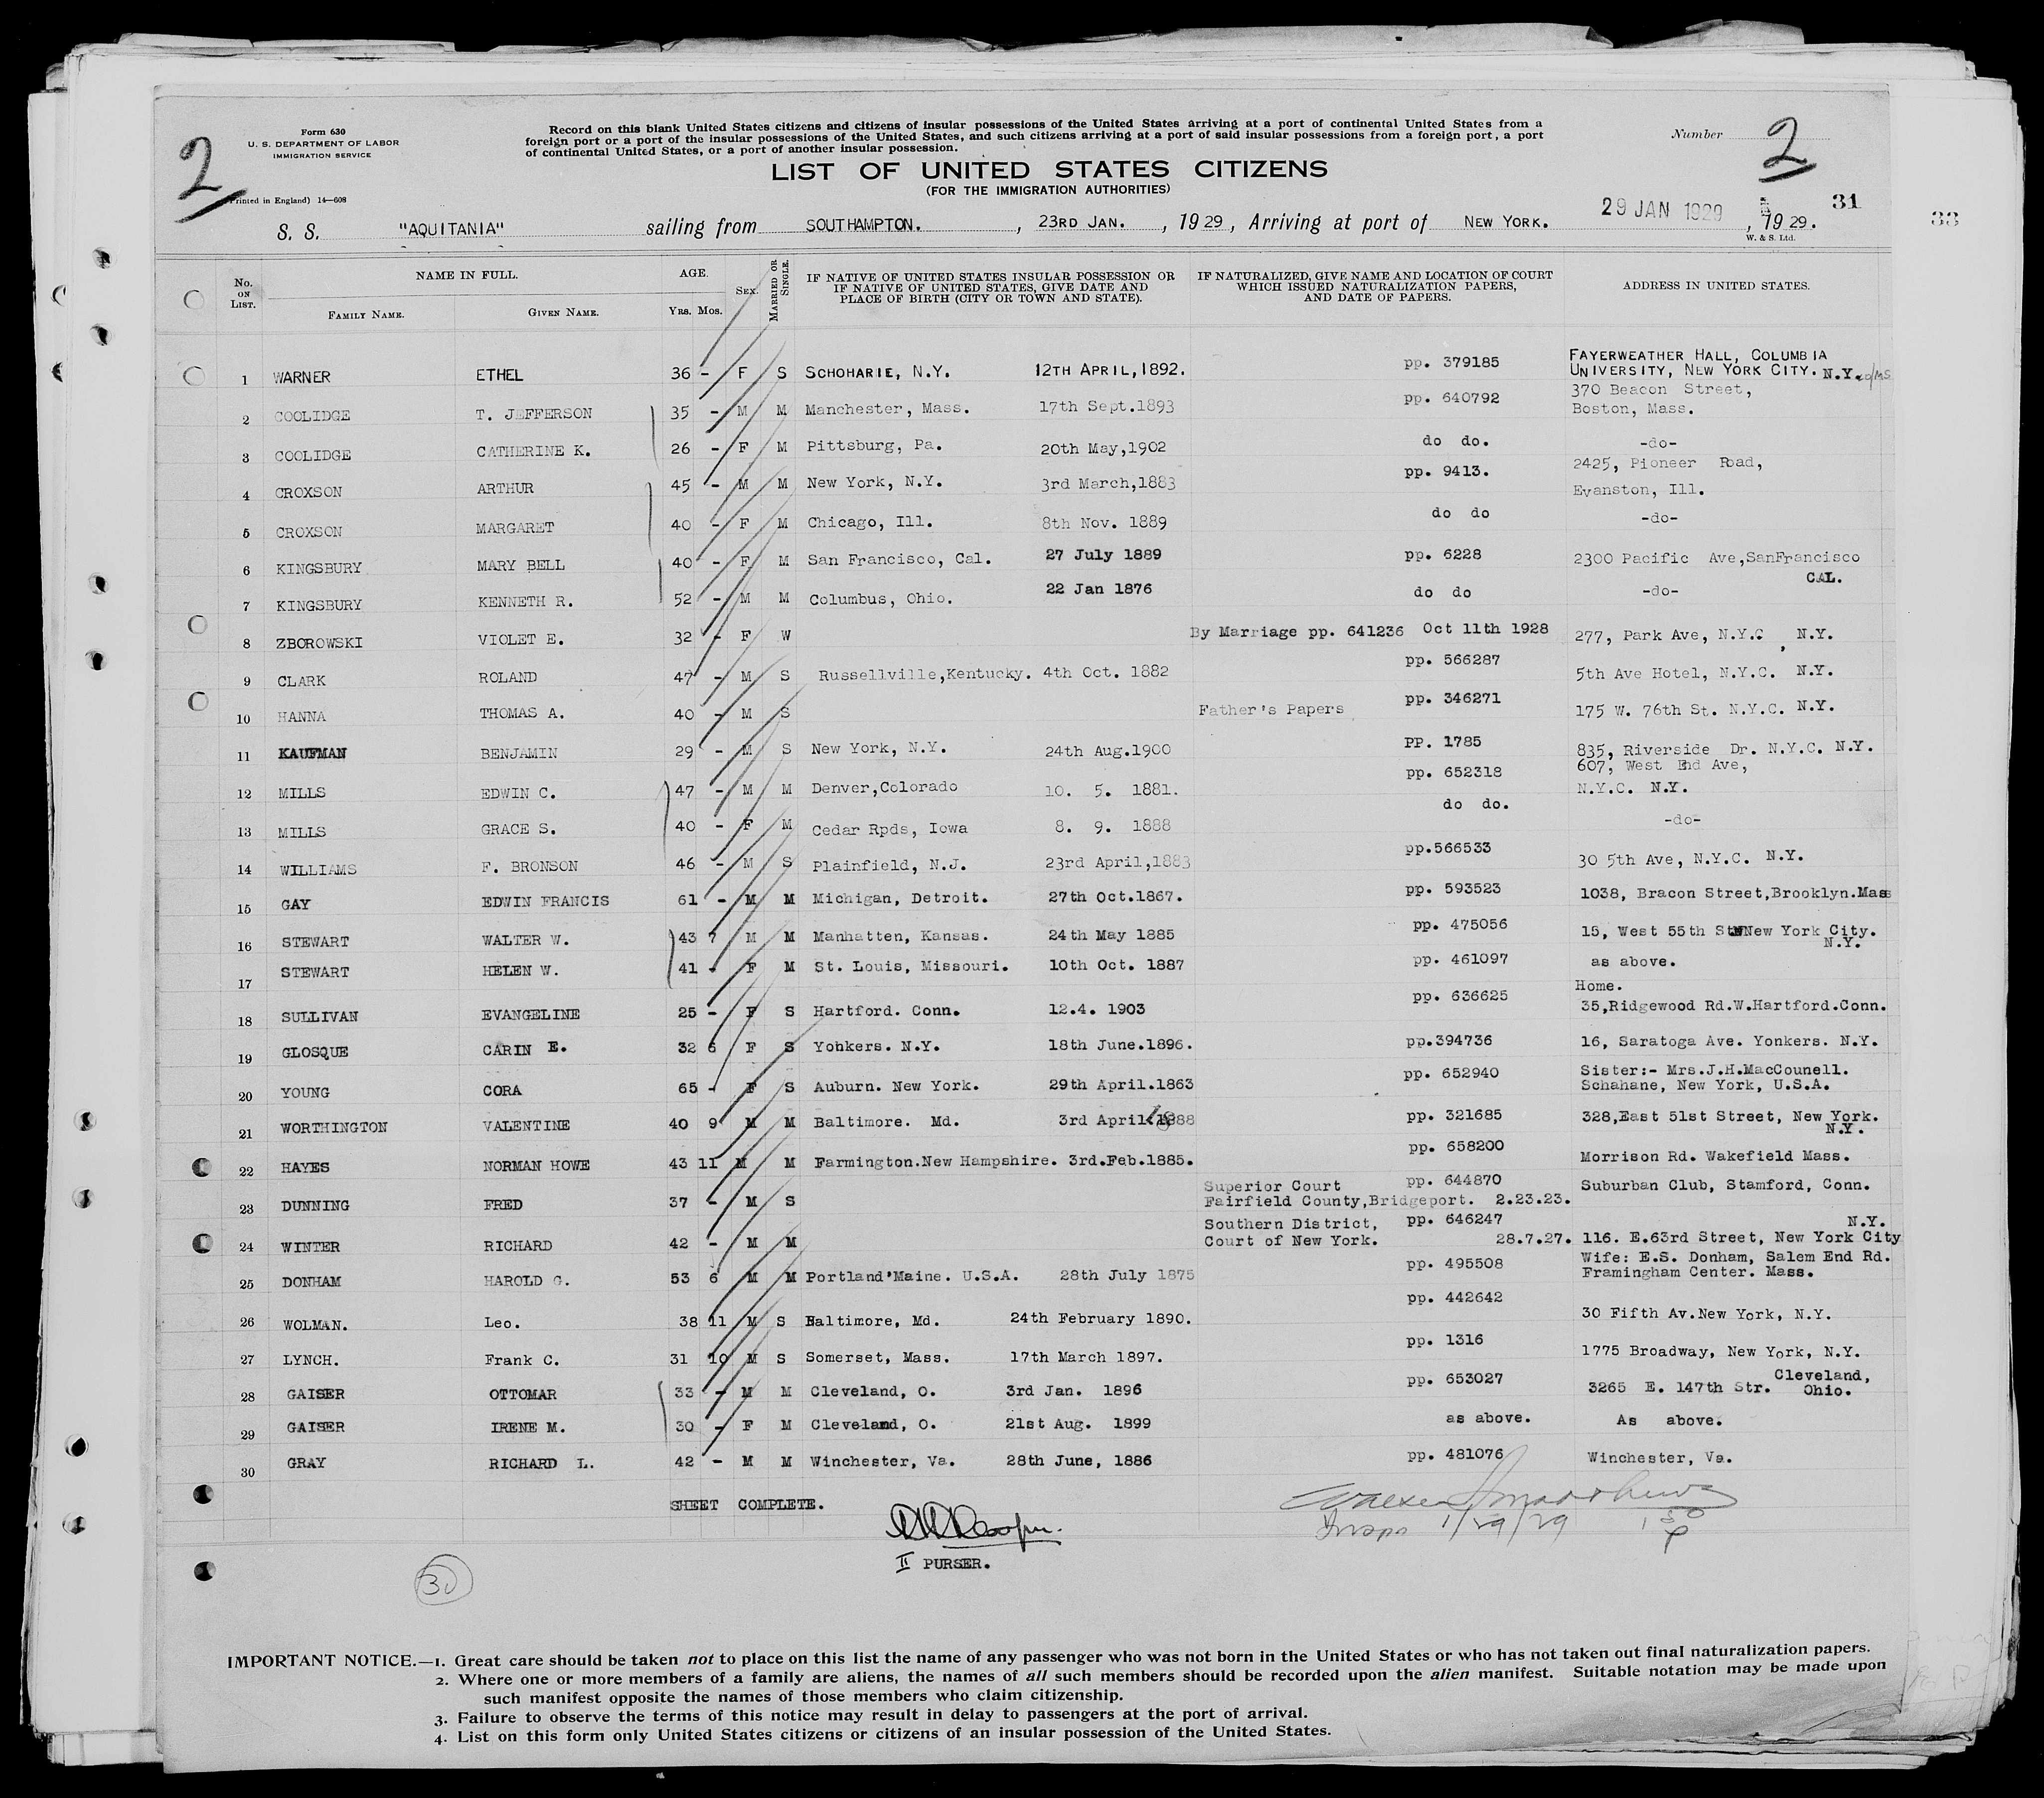 2
Form 630
U. S. DEPARTMENT OF LABOR
IMMIGRATION SERVICE
Printed in England) 14—608
Record on this blank United States citizens and citizens of insular possessions of the United States arriving at a port of continental United States from a
foreign port or a port of the insular possessions of the United States, and such citizens arriving at a port of said insular possessions from a foreign port, a port
of continental United States, or a port of another insular possession.
LIST OF UNITED STATES CITIZENS
(FOR THE IMMIGRATION AUTHORITIES)
Number 2
31
33
29 JAN 1929
S. S. "AQUITANIA" sailing from SOUTHAMPTON. , 23RD JAN. , 1929, Arriving at port of NEW YORK. , 1929.
W. & S. Ltd.
No. ON LIST.
NAME IN FULL.
FAMILY NAME.
GIVEN NAME.
AGE.
YRS. MOS.
SEX.
MARRIED OR SINGLE.
IF NATIVE OF UNITED STATES INSULAR POSSESSION OR
IF NATIVE OF UNITED STATES, GIVE DATE AND
PLACE OF BIRTH (CITY OR TOWN AND STATE).
IF NATURALIZED, GIVE NAME AND LOCATION OF COURT
WHICH ISSUED NATURALIZATION PAPERS,
AND DATE OF PAPERS.
ADDRESS IN UNITED STATES.
1 WARNER ETHEL 36 - F S SCHOHARIE, N.Y. 12TH APRIL,1892. pp. 379185 FAYERWEATHER HALL, COLUMBIA
UNIVERSITY, NEW YORK CITY. N.Y.
2 COOLIDGE T. JEFFERSON 35 - M M Manchester, Mass. 17th Sept.1893 pp. 640792 370 Beacon Street,
Boston, Mass.
3 COOLIDGE CATHERINE K. 26 - F M Pittsburg, Pa. 20th May,1902 do do. -do-
4 CROXSON ARTHUR 45 - M M New York, N.Y. 3rd March,1883 pp. 9413. 2425, Pioneer Road,
Evanston, Ill.
5 CROXSON MARGARET 40 - F M Chicago, Ill. 8th Nov. 1889 do do -do-
6 KINGSBURY MARY BELL 40 - F M San Francisco, Cal. 27 July 1889 pp. 6228 2300 Pacific Ave,SanFrancisco
CAL.
7 KINGSBURY KENNETH R. 52 - M M Columbus, Ohio. 22 Jan 1876 do do -do-
8 ZBOROWSKI VIOLET E. 32 - F W By Marriage pp. 641236 Oct 11th 1928 277, Park Ave, N.Y.C , N.Y.
9 CLARK ROLAND 47 - M S Russellville,Kentucky. 4th Oct. 1882 pp. 566287 5th Ave Hotel, N.Y.C. N.Y.
10 HANNA THOMAS A. 40 - M S Father's Papers pp. 346271 175 W. 76th St. N.Y.C. N.Y.
11 KAUFMAN BENJAMIN 29 - M S New York, N.Y. 24th Aug.1900 PP. 1785 835, Riverside Dr. N.Y.C. N.Y.
12 MILLS EDWIN C. 47 - M M Denver,Colorado 10. 5. 1881. pp. 652318 607, West End Ave,
N.Y.C. N.Y.
13 MILLS GRACE S. 40 - F M Cedar Rpds, Iowa 8. 9. 1888 do do. -do-
14 WILLIAMS F. BRONSON 46 - M S Plainfield, N.J. 23rd April,1883 pp.566533 30 5th Ave, N.Y.C. N.Y.
15 GAY EDWIN FRANCIS 61 - M M Michigan, Detroit. 27th Oct.1867. pp. 593523 1038, Bracon Street,Brooklyn.Mass
16 STEWART WALTER W. 43 7 M M Manhatten, Kansas. 24th May 1885 pp. 475056 15, West 55th St New York City.
N.Y.
17 STEWART HELEN W. 41 - F M St. Louis, Missouri. 10th Oct. 1887 pp. 461097 as above.
18 SULLIVAN EVANGELINE 25 - F S Hartford. Conn. 12.4. 1903 pp. 636625 Home.
35,Ridgewood Rd.W.Hartford.Conn.
19 GLOSQUE CARIN E. 32 6 F S Yonkers. N.Y. 18th June.1896. pp.394736 16, Saratoga Ave. Yonkers. N.Y.
20 YOUNG CORA 65 - F S Auburn. New York. 29th April.1863 pp. 652940 Sister:- Mrs.J.H.MacCounell.
Schahane, New York, U.S.A.
21 WORTHINGTON VALENTINE 40 9 M M Baltimore. Md. 3rd April.1888 pp. 321685 328,East 51st Street, New York.
N.Y.
22 HAYES NORMAN HOWE 43 11 M M Farmington.New Hampshire. 3rd.Feb.1885. pp. 658200 Morrison Rd. Wakefield Mass.
23 DUNNING FRED 37 - M S Superior Court pp. 644870
Fairfield County,Bridgeport. 2.23.23. Suburban Club, Stamford, Conn.
24 WINTER RICHARD 42 - M M Southern District, pp. 646247
Court of New York. 28.7.27. N.Y.
116. E.63rd Street, New York City
25 DONHAM HAROLD G. 53 6 M M Portland'Maine. U.S.A. 28th July 1875 pp. 495508 Wife: E.S. Donham, Salem End Rd.
Framingham Center. Mass.
26 WOLMAN. Leo. 38 11 M S Baltimore, Md. 24th February 1890. pp. 442642 30 Fifth Av.New York, N.Y.
27 LYNCH. Frank C. 31 10 M S Somerset, Mass. 17th March 1897. pp. 1316 1775 Broadway, New York, N.Y.
28 GAISER OTTOMAR 33 - M M Cleveland, O. 3rd Jan. 1896 pp. 653027 3265 E. 147th Str. Cleveland,
Ohio.
29 GAISER IRENE M. 30 - F M Cleveland, O. 21st Aug. 1899 as above. As above.
30 GRAY RICHARD L. 42 - M M Winchester, Va. 28th June, 1886 pp. 481076 Winchester, Va.
SHEET COMPLETE.
1/29/29
II PURSER.
30
IMPORTANT NOTICE.—1. Great care should be taken not to place on this list the name of any passenger who was not born in the United States or who has not taken out final naturalization papers.
2. Where one or more members of a family are aliens, the names of all such members should be recorded upon the alien manifest. Suitable notation may be made upon
such manifest opposite the names of those members who claim citizenship.
3. Failure to observe the terms of this notice may result in delay to passengers at the port of arrival.
4. List on this form only United States citizens or citizens of an insular possession of the United States.